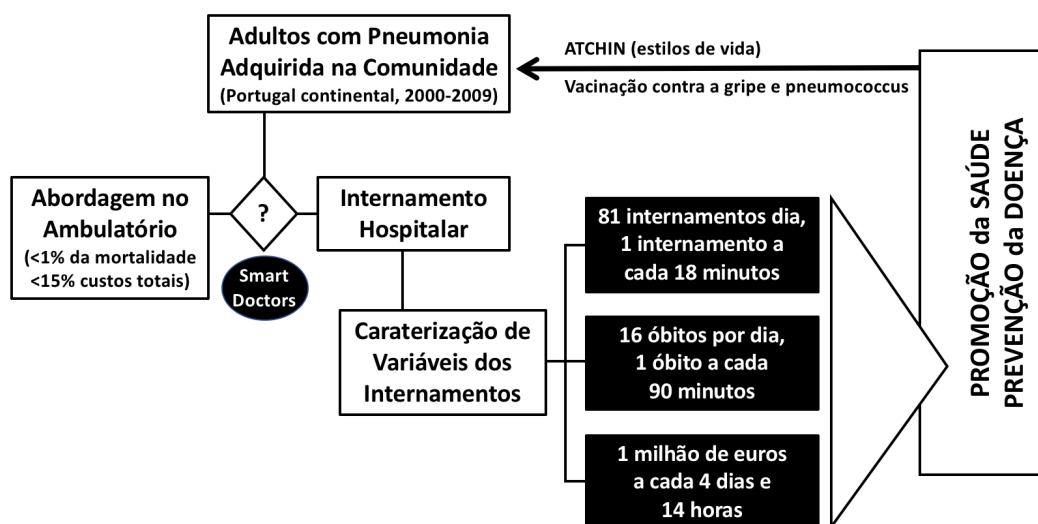 Adultos com Pneumonia
Adquirida na Comunidade
(Portugal continental, 2000-2009)
ATCHIN (estilos de vida)
Vacinação contra a gripe e pneumococcus
Abordagem no
Ambulatório
(<1% da mortalidade
<15% custos totais)
?
Smart
Doctors
Internamento
Hospitalar
Caraterização de
Variáveis dos
Internamentos
81 internamentos dia,
1 internamento a
cada 18 minutos
16 óbitos por dia,
1 óbito a cada
90 minutos
1 milhão de euros
a cada 4 dias e
14 horas
PROMOÇÃO da SAÚDE
PREVENÇÃO da DOENÇA